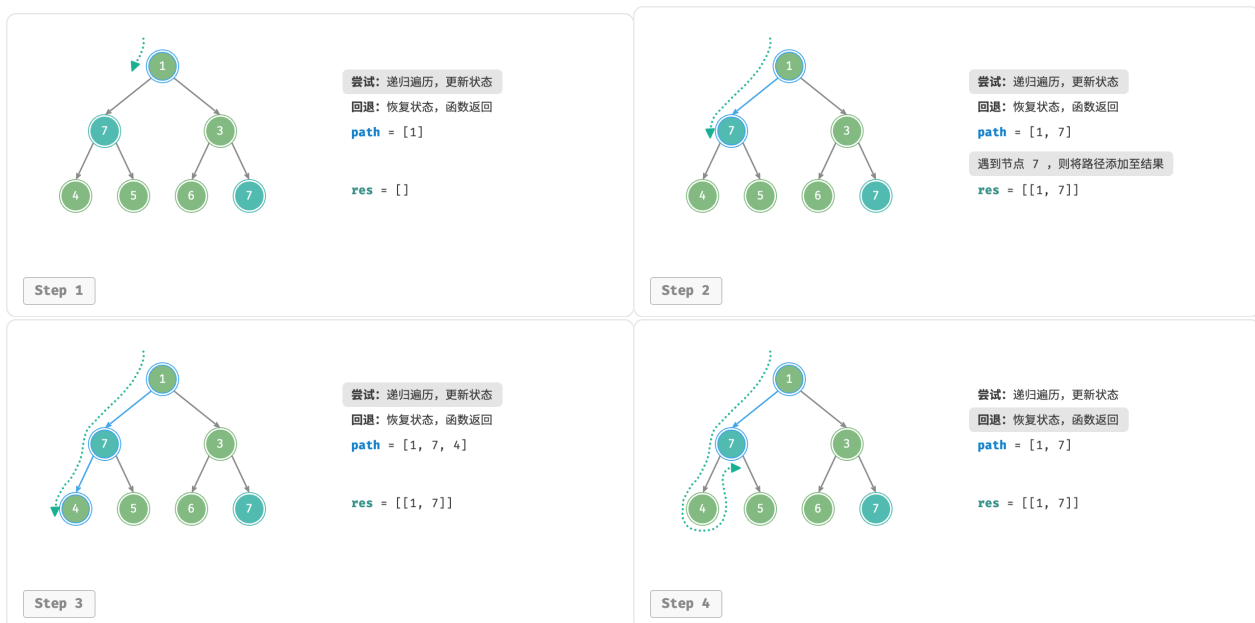 1
7
3
4
5
6
7
尝试：递归遍历，更新状态
回退：恢复状态，函数返回
path = [1]
res = []
Step 1
1
7
3
4
5
6
7
尝试：递归遍历，更新状态
回退：恢复状态，函数返回
path = [1, 7]
遇到节点 7 ，则将路径添加至结果
res = [[1, 7]]
Step 2
1
7
3
4
5
6
7
尝试：递归遍历，更新状态
回退：恢复状态，函数返回
path = [1, 7, 4]
res = [[1, 7]]
Step 3
1
7
3
4
5
6
7
尝试：递归遍历，更新状态
回退：恢复状态，函数返回
path = [1, 7]
res = [[1, 7]]
Step 4